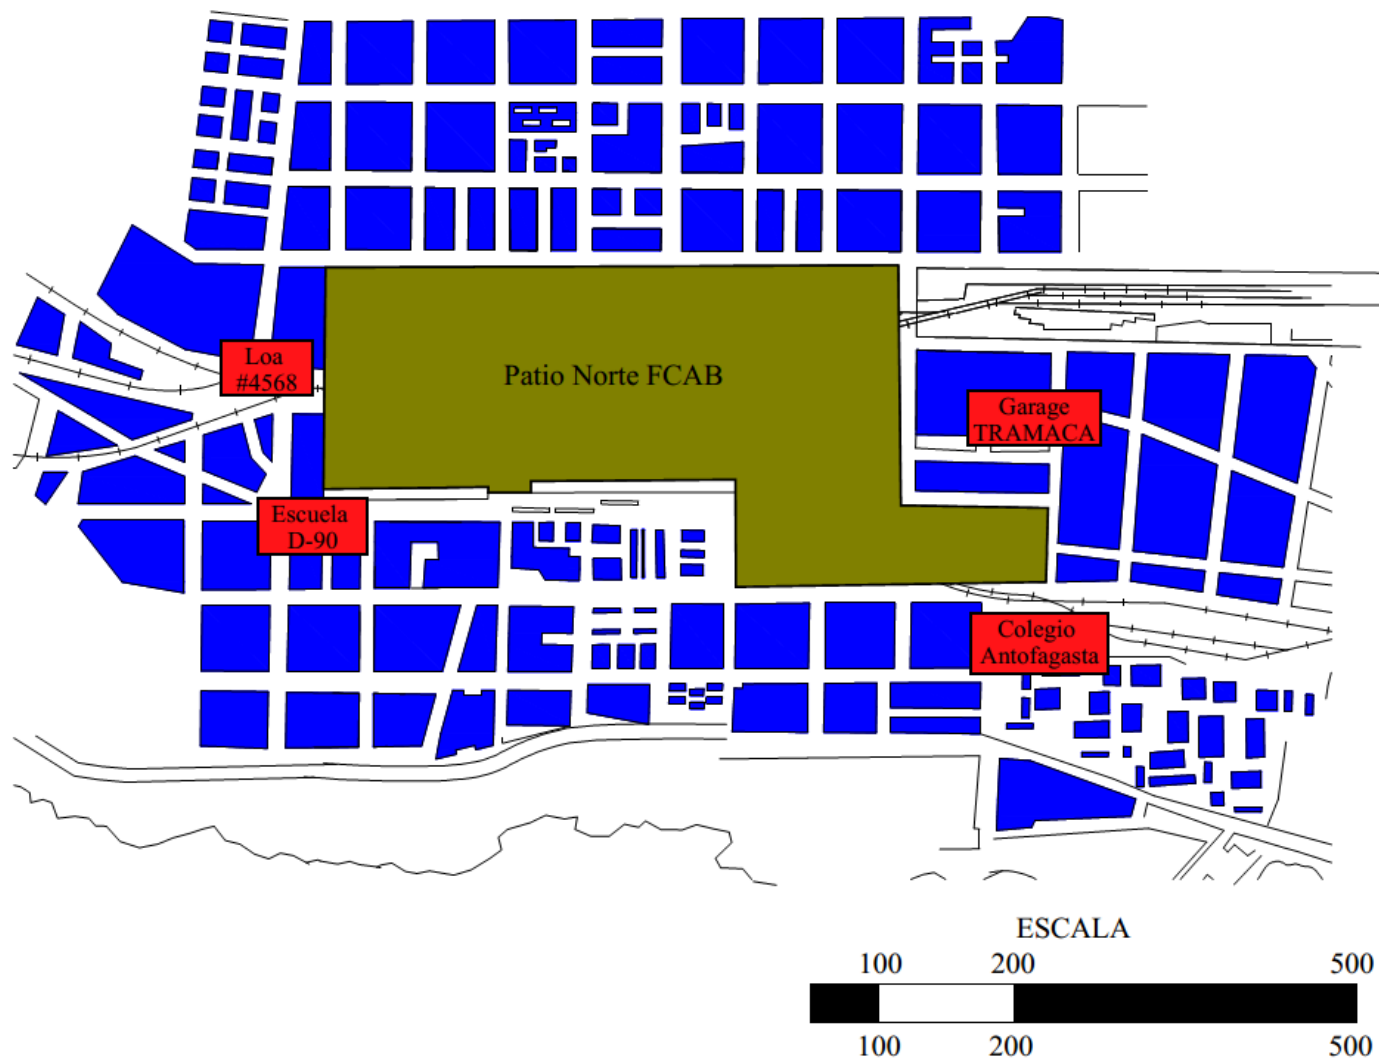 Loa
#4568
Patio Norte FCAB
Garage
TRAMACA
Escuela
D-90
Colegio
Antofagasta
ESCALA
100 200 500
100 200 500